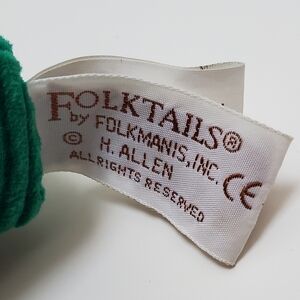 FOLKTAILS®
by FOLKMANIS, INC.
© H. ALLEN CE
ALL RIGHTS RESERVED